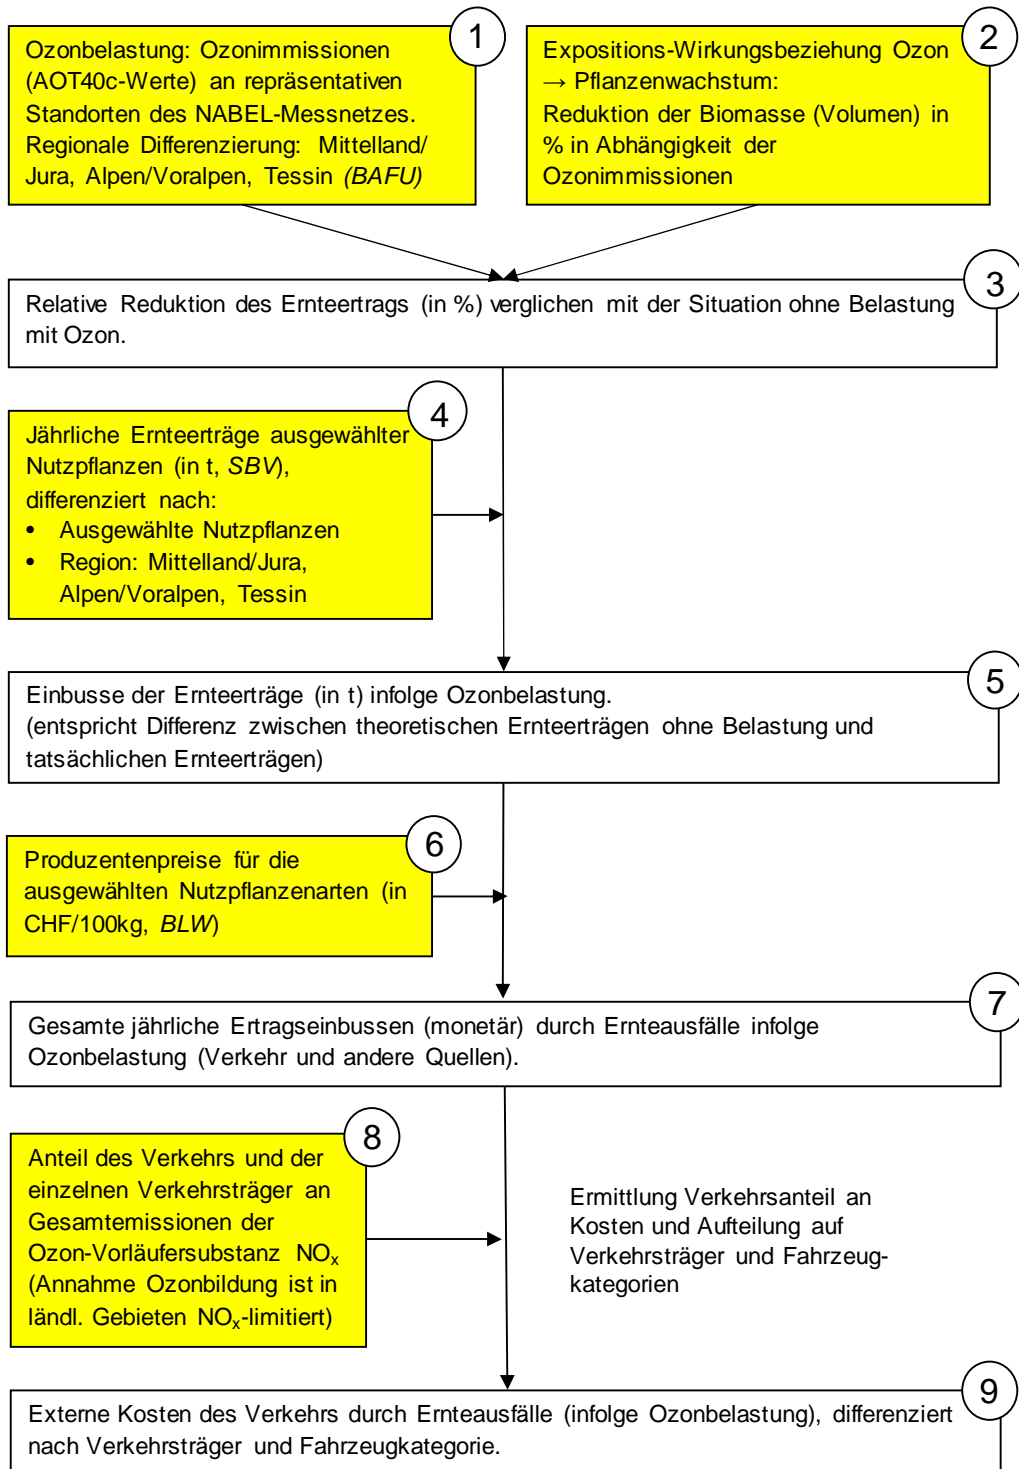 1
Ozonbelastung: Ozonimmissionen
(AOT40c-Werte) an repräsentativen
Standorten des NABEL-Messnetzes.
Regionale Differenzierung: Mittelland/
Jura, Alpen/Voralpen, Tessin (BAFU)
2
Expositions-Wirkungsbeziehung Ozon
→ Pflanzenwachstum:
Reduktion der Biomasse (Volumen) in
% in Abhängigkeit der
Ozonimmissionen
3
Relative Reduktion des Ernteertrags (in %) verglichen mit der Situation ohne Belastung
mit Ozon.
4
Jährliche Ernteerträge ausgewählter
Nutzpflanzen (in t, SBV),
differenziert nach:
• Ausgewählte Nutzpflanzen
• Region: Mittelland/Jura,
Alpen/Voralpen, Tessin
5
Einbusse der Ernteerträge (in t) infolge Ozonbelastung.
(entspricht Differenz zwischen theoretischen Ernteerträgen ohne Belastung und
tatsächlichen Ernteerträgen)
6
Produzentenpreise für die
ausgewählten Nutzpflanzenarten (in
CHF/100kg, BLW)
7
Gesamte jährliche Ertragseinbussen (monetär) durch Ernteausfälle infolge
Ozonbelastung (Verkehr und andere Quellen).
8
Anteil des Verkehrs und der
einzelnen Verkehrsträger an
Gesamtemissionen der
Ozon-Vorläufersubstanz NOx
(Annahme Ozonbildung ist in
ländl. Gebieten NOx-limitiert)
Ermittlung Verkehrsanteil an
Kosten und Aufteilung auf
Verkehrsträger und Fahrzeug-
kategorien
9
Externe Kosten des Verkehrs durch Ernteausfälle (infolge Ozonbelastung), differenziert
nach Verkehrsträger und Fahrzeugkategorie.